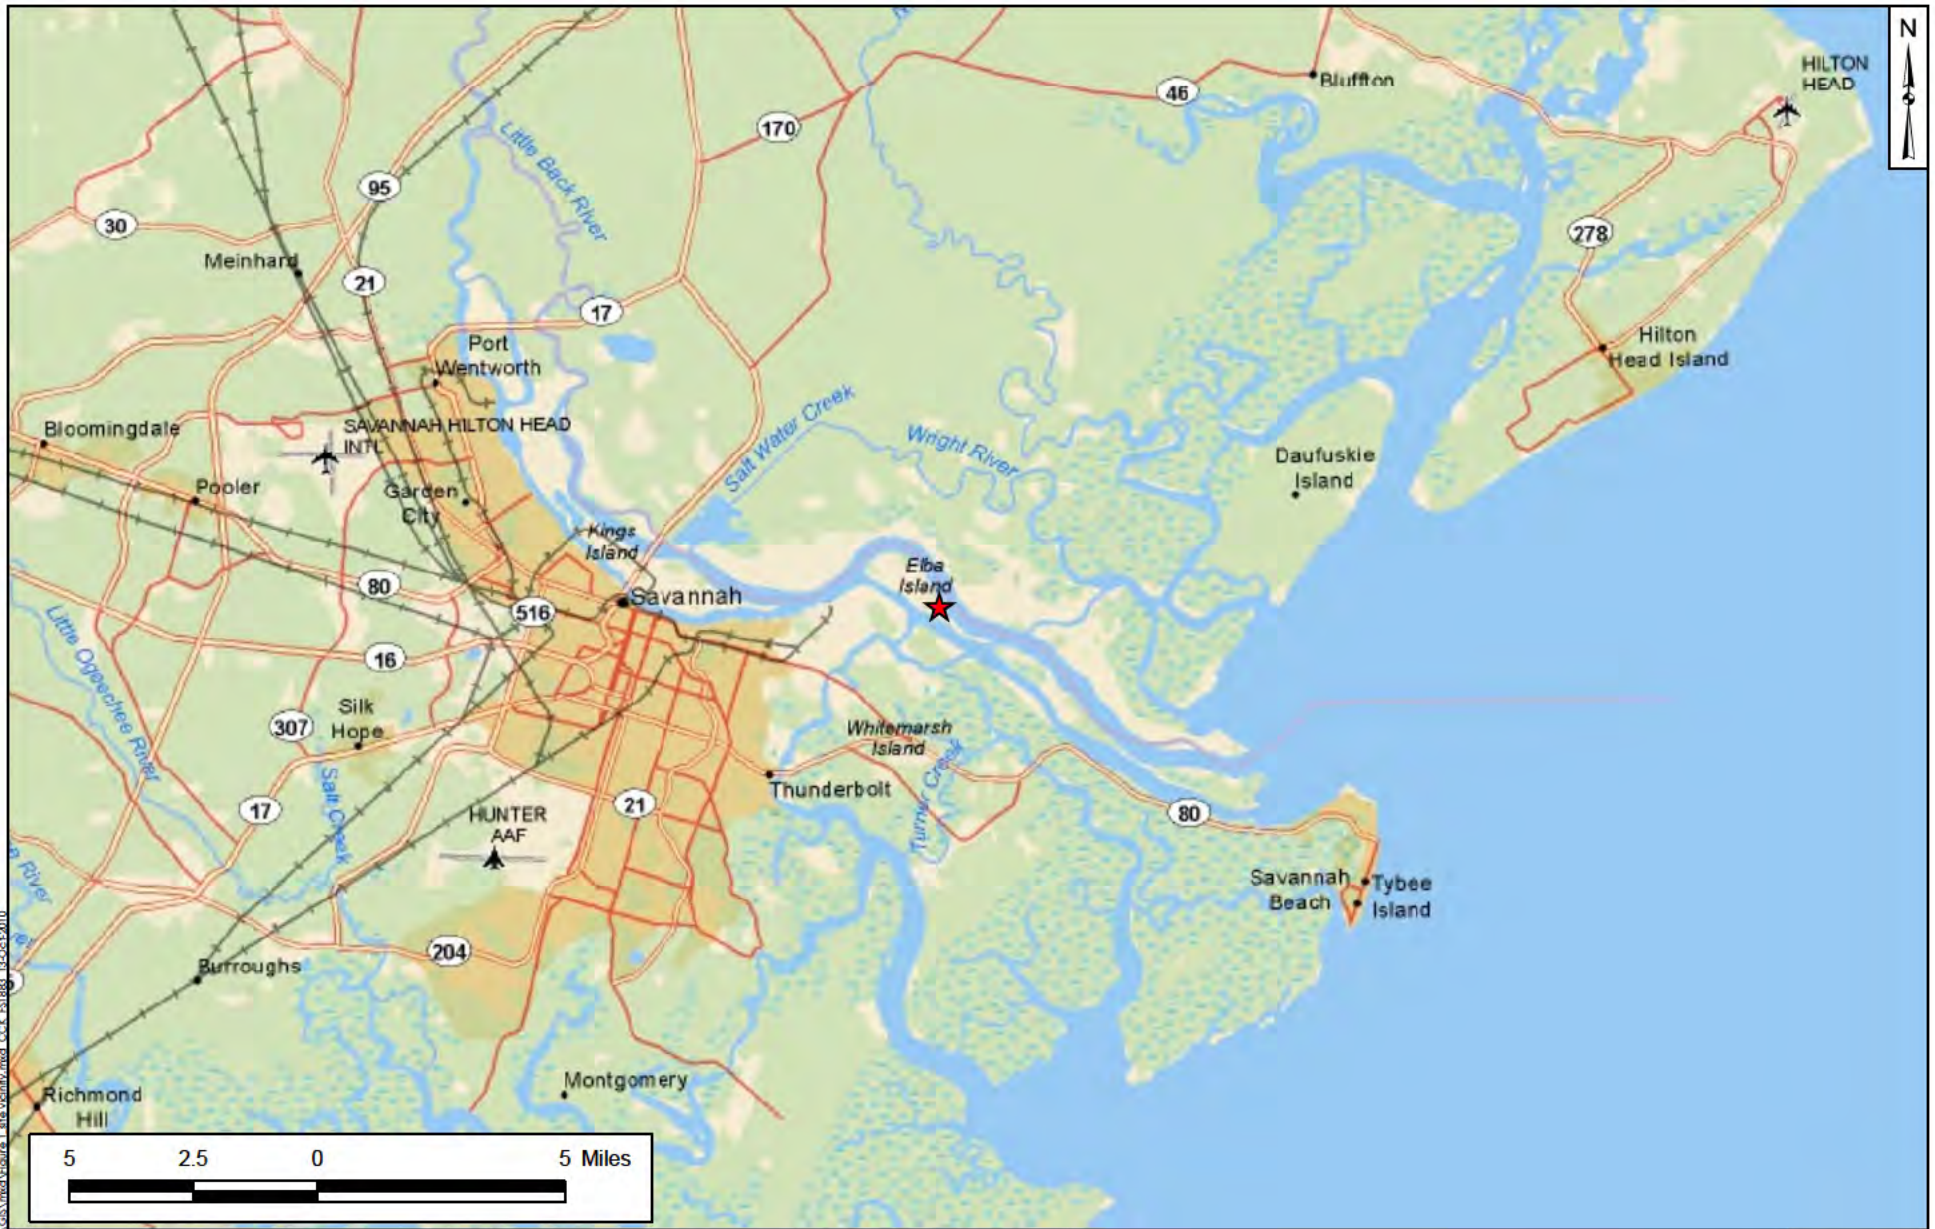 N
HILTON
HEAD
Bluffton
46
170
Little Back River
95
30
278
Meinhard
21
17
Port
Wentworth
Hilton
Head Island
Salt Water Creek
Wright River
SAVANNAH HILTON HEAD
INTL
Bloomingdale
Daufuskie
Island
Pooler
Garden
City
Kings
Island
Elba
Island
80
Savannah
516
Little Ogeechee River
16
Silk
Hope
307
Whitemarsh
Island
Turner Creek
Salt Creek
Thunderbolt
17
HUNTER
AAF
21
80
Savannah
Beach
Tybee
Island
River
204
Burroughs
Richmond
Hill
Montgomery
5 2.5 0 5 Miles